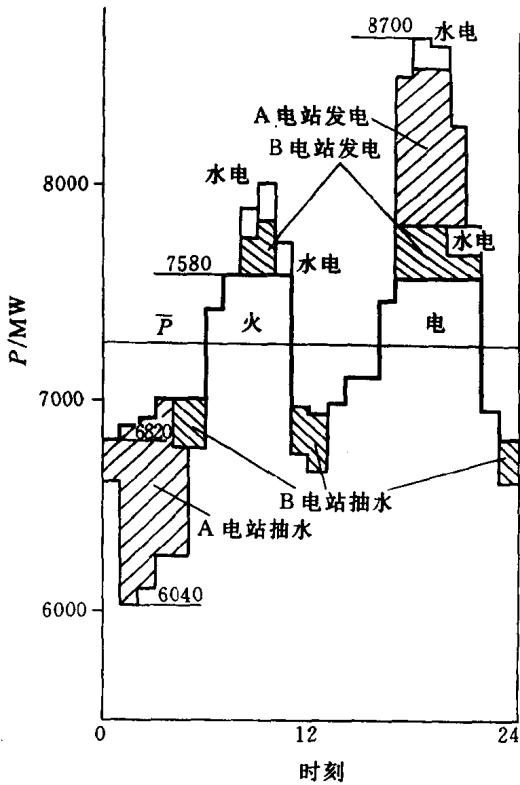 8700
水电
A电站发电
B电站发电
水电
8000
水电
水电
7580
P/MW
P̅
火
电
7000
6820
B电站抽水
A电站抽水
6040
6000
0
12
24
时刻